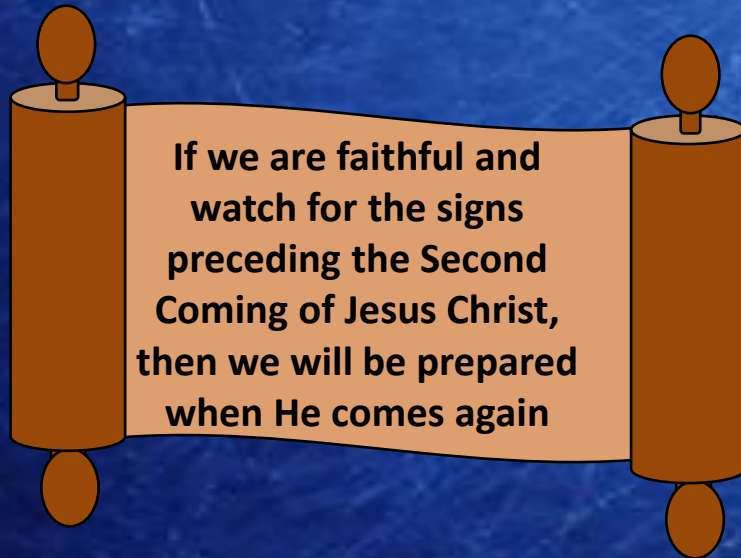 If we are faithful and
watch for the signs
preceding the Second
Coming of Jesus Christ,
then we will be prepared
when He comes again